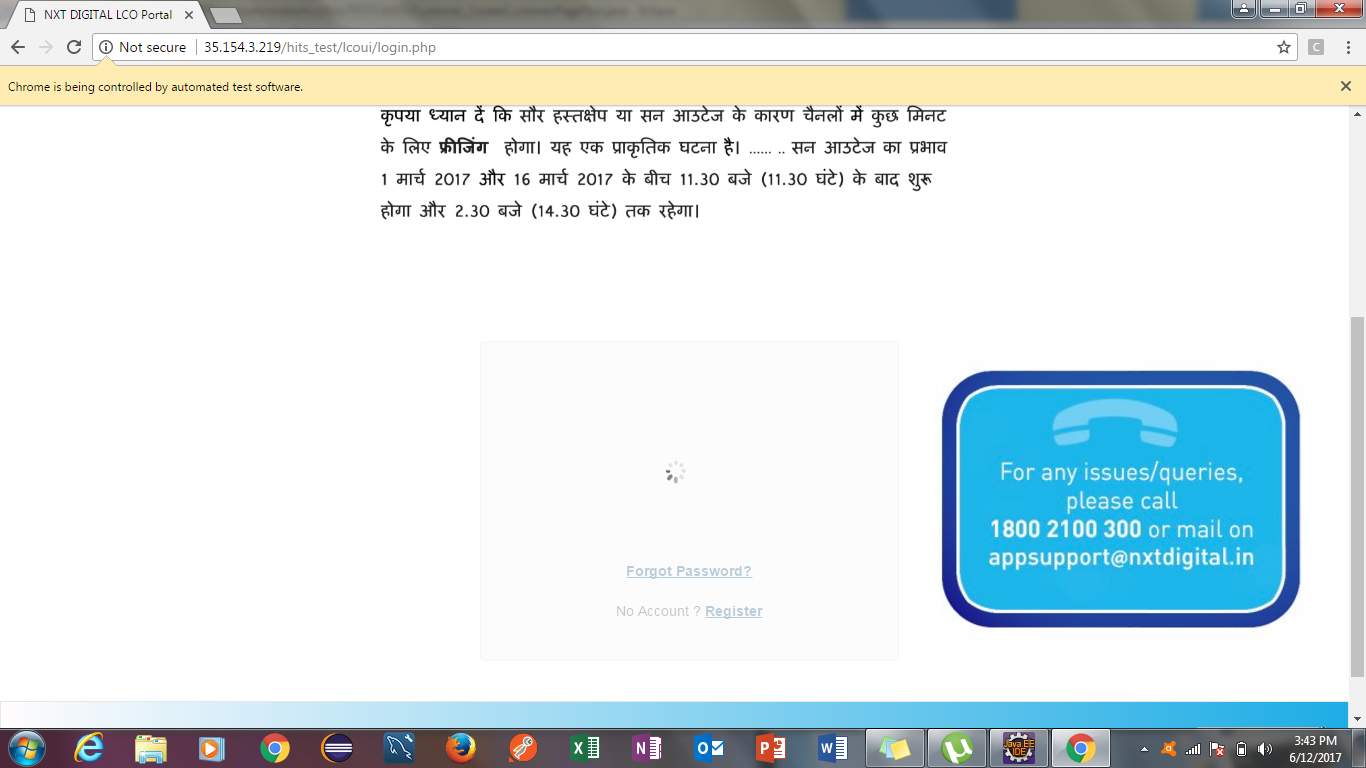 NXT DIGITAL LCO Portal
Not secure
35.154.3.219/hits_test/lcoui/login.php
C
Chrome is being controlled by automated test software.
कृपया ध्यान दें कि सौर हस्तक्षेप या सन आउटेज के कारण चैनलों में कुछ मिनट
के लिए फ्रीजिंग होगा। यह एक प्राकृतिक घटना है। ...... .. सन आउटेज का प्रभाव
1 मार्च 2017 और 16 मार्च 2017 के बीच 11.30 बजे (11.30 घंटे) के बाद शुरू
होगा और 2.30 बजे (14.30 घंटे) तक रहेगा।
Forgot Password?
No Account ? Register
For any issues/queries,
please call
1800 2100 300 or mail on
appsupport@nxtdigital.in
Java EE
IDE
3:43 PM
6/12/2017